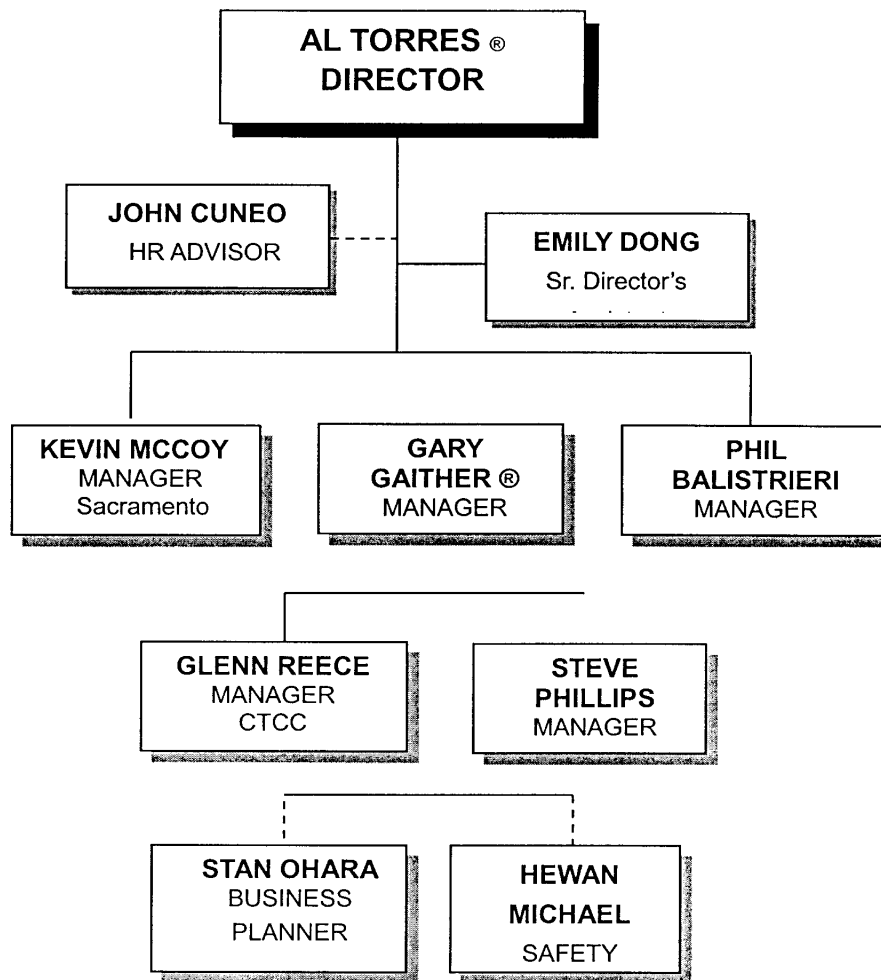 AL TORRES ®
DIRECTOR
JOHN CUNEO
HR ADVISOR
EMILY DONG
Sr. Director's
KEVIN MCCOY
MANAGER
Sacramento
GARY
GAITHER ®
MANAGER
PHIL
BALISTRIERI
MANAGER
GLENN REECE
MANAGER
CTCC
STEVE
PHILLIPS
MANAGER
STAN OHARA
BUSINESS
PLANNER
HEWAN
MICHAEL
SAFETY